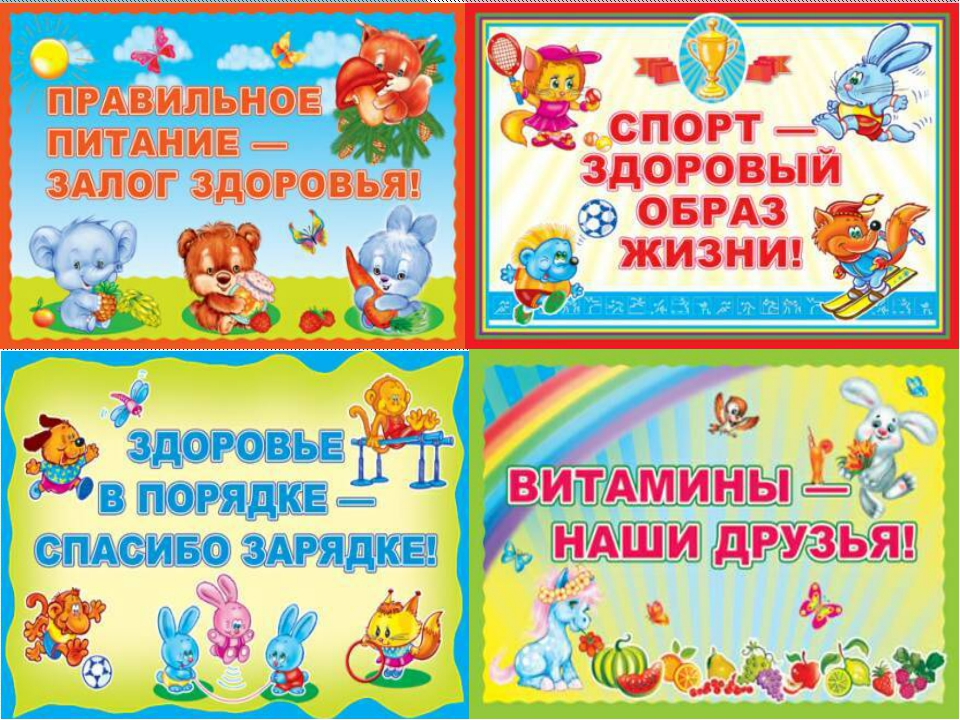 ПРАВИЛЬНОЕ
ПИТАНИЕ —
ЗАЛОГ ЗДОРОВЬЯ!
СПОРТ —
ЗДОРОВЫЙ
ОБРАЗ
ЖИЗНИ!
ЗДОРОВЬЕ
В ПОРЯДКЕ —
СПАСИБО ЗАРЯДКЕ!
ВИТАМИНЫ —
НАШИ ДРУЗЬЯ!